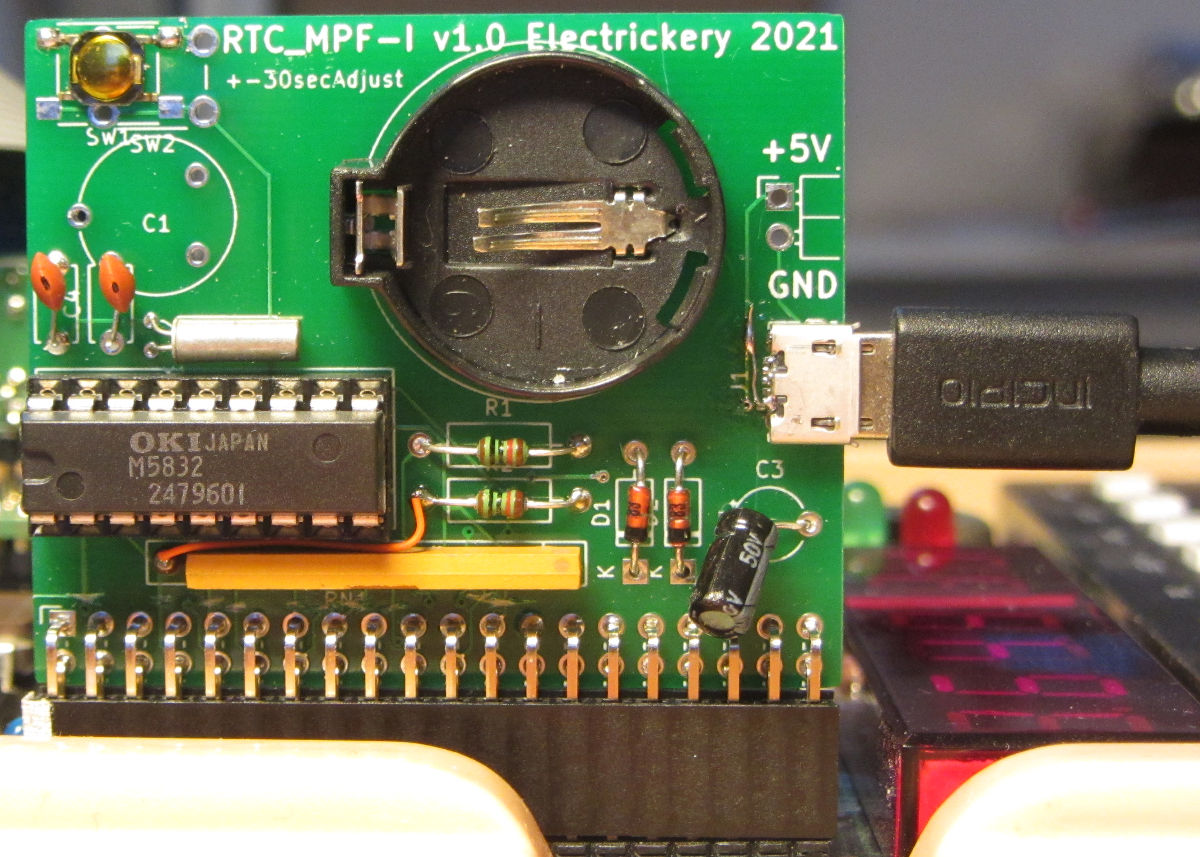 RTC_MPF-I v1.0 Electrickery 2021
+-30secAdjust
SW1
SW2
+5V
C1
GND
J1
INCIPIO
R1
OKI JAPAN
M5832
2479601
C3
D1
50V
K
K
RN1